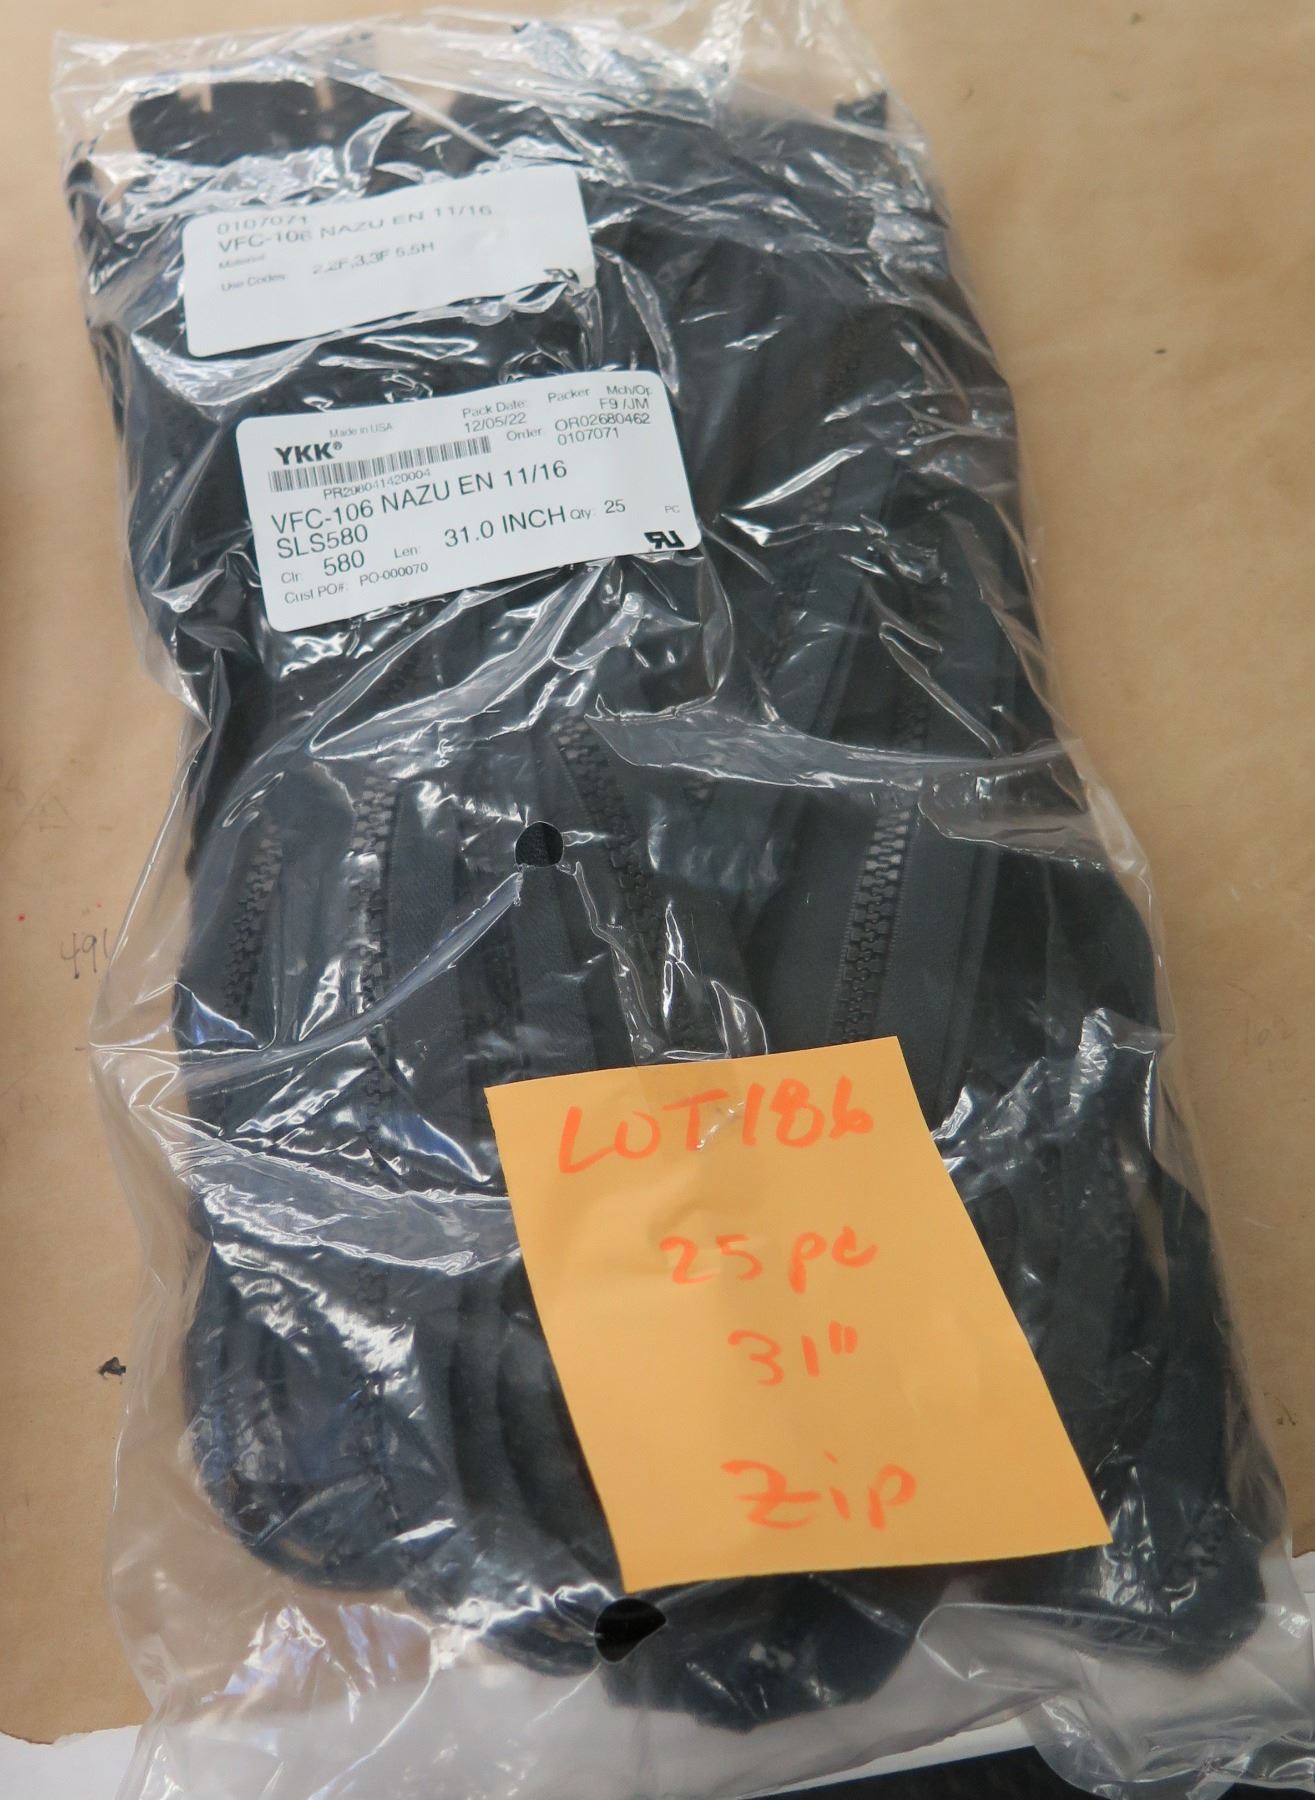 0107071
VFC-106 NAZU EN 11/16
Material
Use Codes: 2.2F,3.3F 5.5H
Made in USA
Pack Date: Packer Mch/Op
YKK® 12/05/22 F9 /JM
Order: OR02680462
0107071
PR296041420004
VFC-106 NAZU EN 11/16
SLS580
Clr: 580 Len: 31.0 INCH Qty: 25 PC
Cust PO#: PO-000070
LOT 186
25 pc
31"
Zip